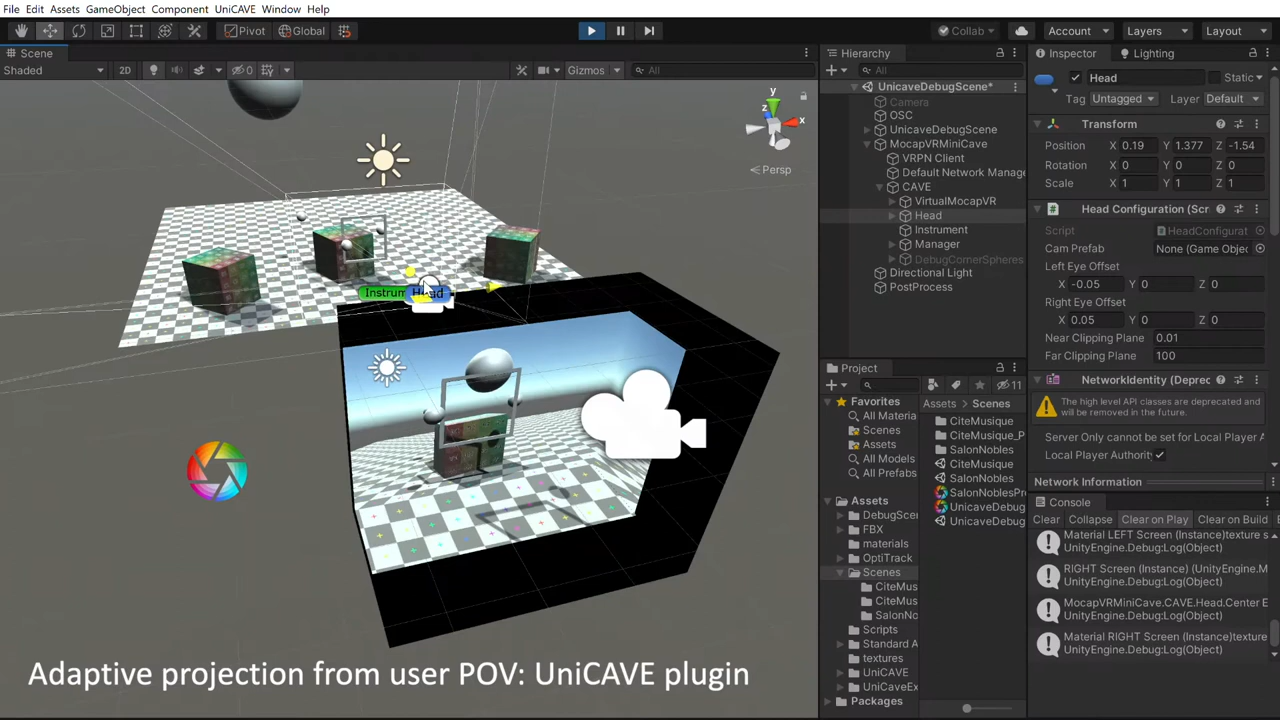 File Edit Assets GameObject Component UniCAVE Window Help
Pivot Global Collab Account Layers Layout
Scene
Shaded 2D 0 Gizmos All
y
z
x
Persp
Instrum Head
Adaptive projection from user POV: UniCAVE plugin
Hierarchy
All
UnicaveDebugScene*
Camera
OSC
UnicaveDebugScene
MocapVRMiniCave
VRPN Client
Default Network Manage
CAVE
VirtualMocapVR
Head
Instrument
Manager
DebugCornerSpheres
Directional Light
PostProcess
Project
11
Favorites
All Materia
Scenes
Assets
All Models
All Prefabs
Assets
DebugScer
FBX
materials
OptiTrack
Scenes
CiteMus
CiteMus
SalonNo
Scripts
Standard A
textures
UniCAVE
UniCaveEx
Packages
Assets > Scenes
CiteMusique
CiteMusique_P
SalonNobles
CiteMusique
SalonNobles
SalonNoblesPr
UnicaveDebug
UnicaveDebug
Inspector Lighting
Head Static
Tag Untagged Layer Default
Transform
Position X 0.19 Y 1.377 Z -1.54
Rotation X 0 Y 0 Z 0
Scale X 1 Y 1 Z 1
Head Configuration (Scr
Script HeadConfigurat
Cam Prefab None (Game Objec
Left Eye Offset
X -0.05 Y 0 Z 0
Right Eye Offset
X 0.05 Y 0 Z 0
Near Clipping Plane 0.01
Far Clipping Plane 100
NetworkIdentity (Deprec
The high level API classes are deprecated and
will be removed in the future.
Server Only cannot be set for Local Player A
Local Player Authority
Network Information
Console
Clear Collapse Clear on Play Clear on Build
Material LEFT Screen (Instance)texture s
UnityEngine.Debug:Log(Object)
RIGHT Screen (Instance) (UnityEngine.M
UnityEngine.Debug:Log(Object)
MocapVRMiniCave.CAVE.Head.Center E
UnityEngine.Debug:Log(Object)
Material RIGHT Screen (Instance)texture
UnityEngine.Debug:Log(Object)